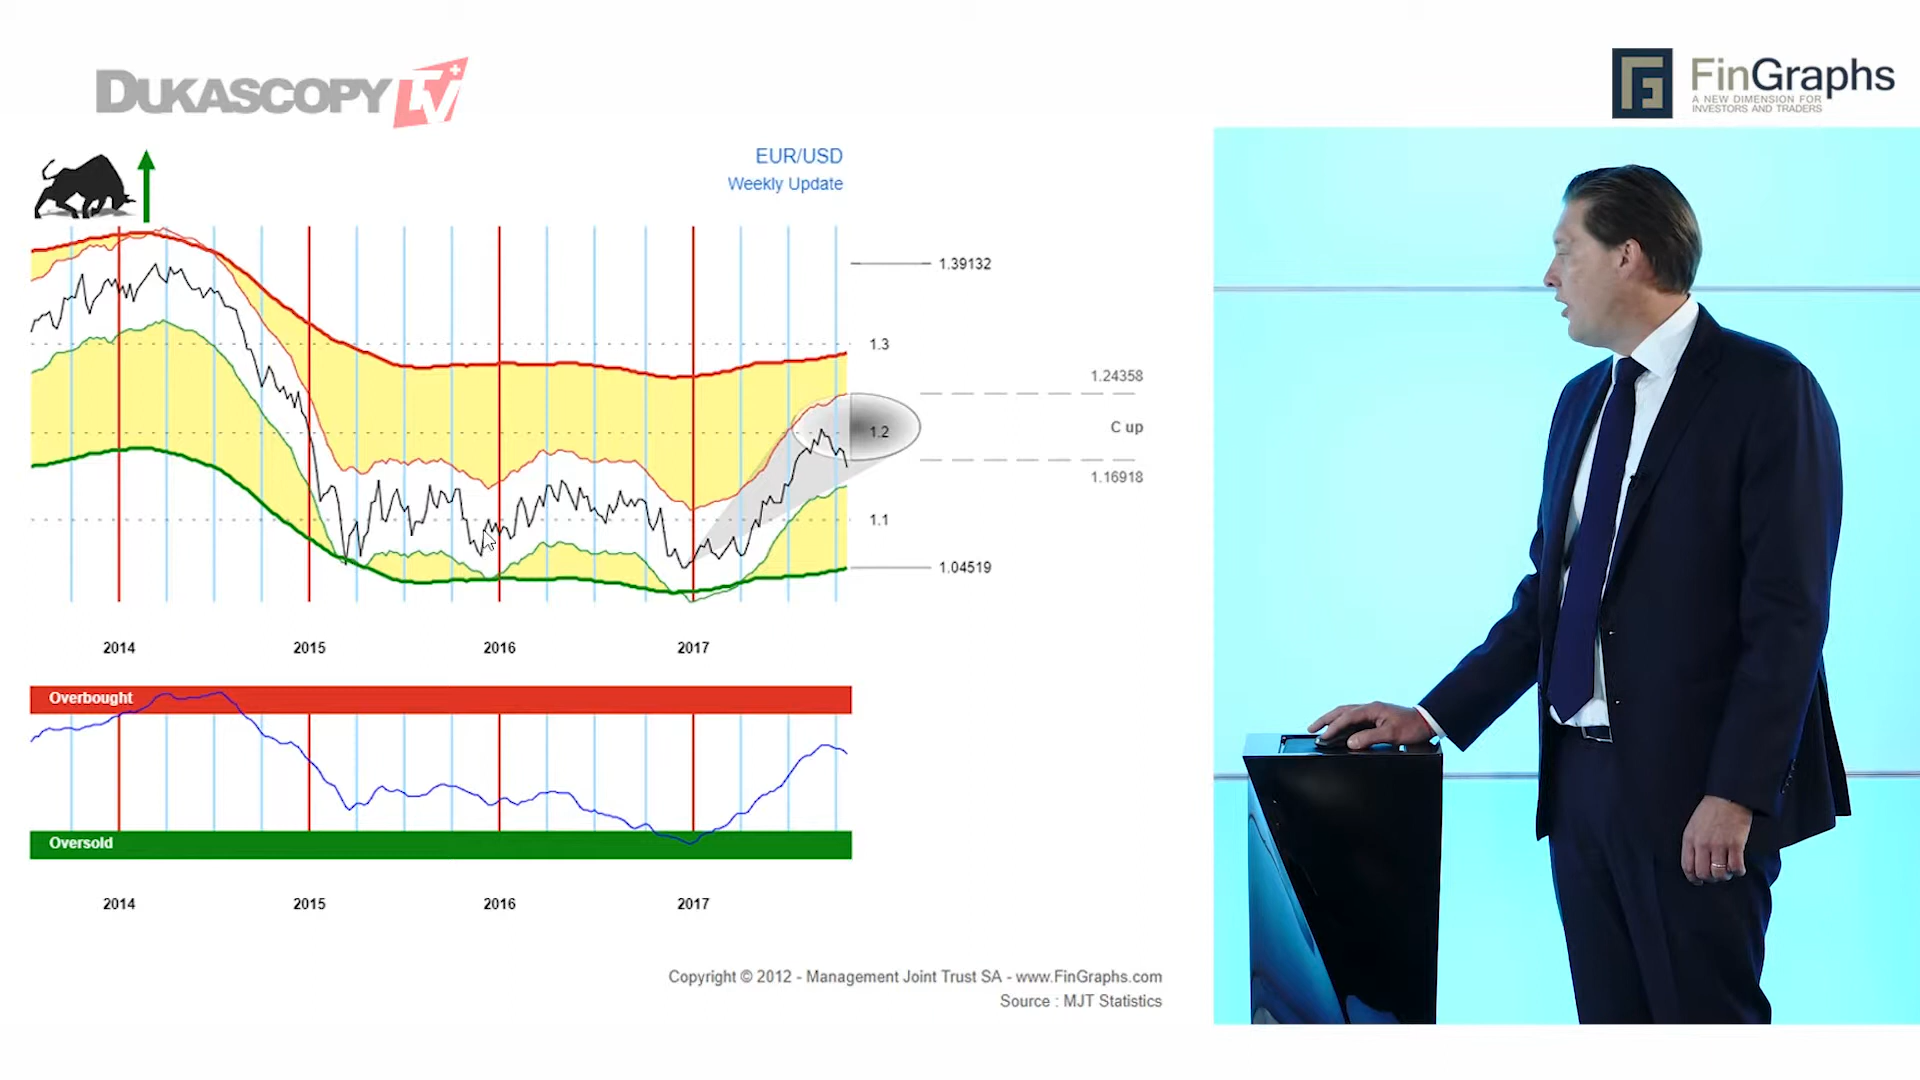 DUKASCOPY TV
FinGraphs
A NEW DIMENSION FOR
INVESTORS AND TRADERS
EUR/USD
Weekly Update
1.39132
1.3
1.24358
1.2
C up
1.16918
1.1
1.04519
2014 2015 2016 2017
Overbought
Oversold
2014 2015 2016 2017
Copyright © 2012 - Management Joint Trust SA - www.FinGraphs.com
Source : MJT Statistics